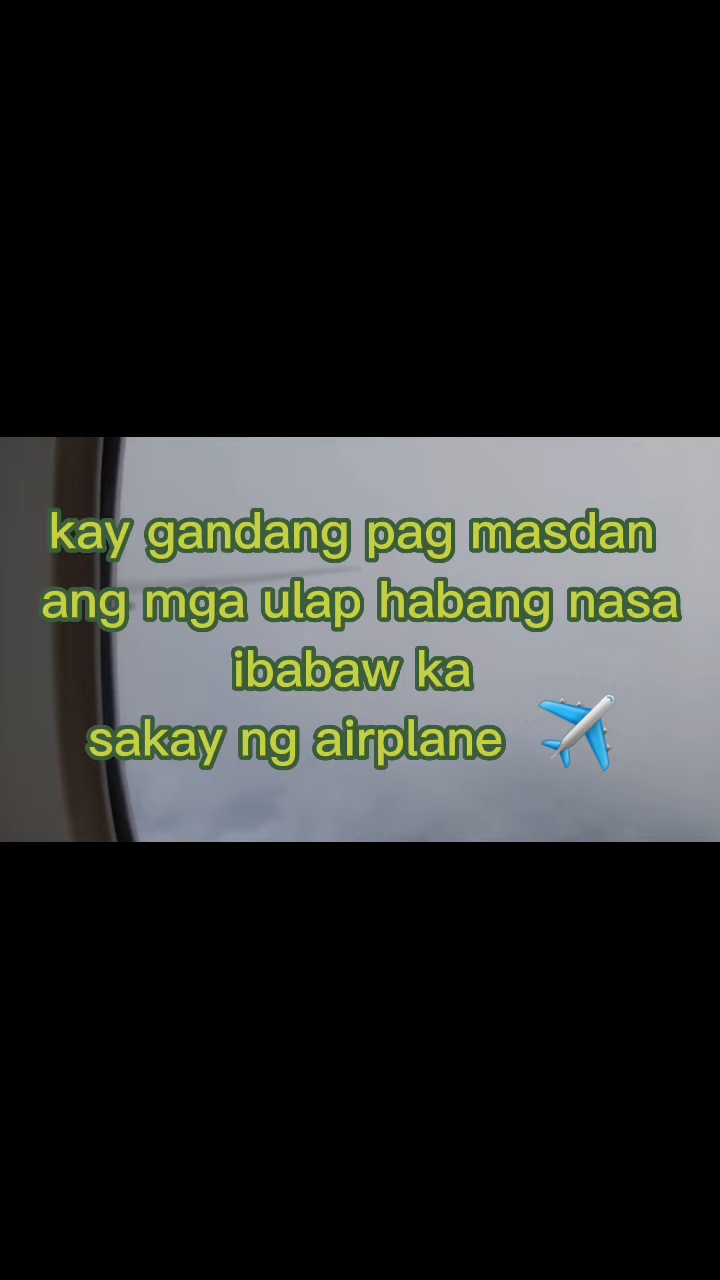 kay gandang pag masdan
ang mga ulap habang nasa
ibabaw ka
sakay ng airplane ✈️